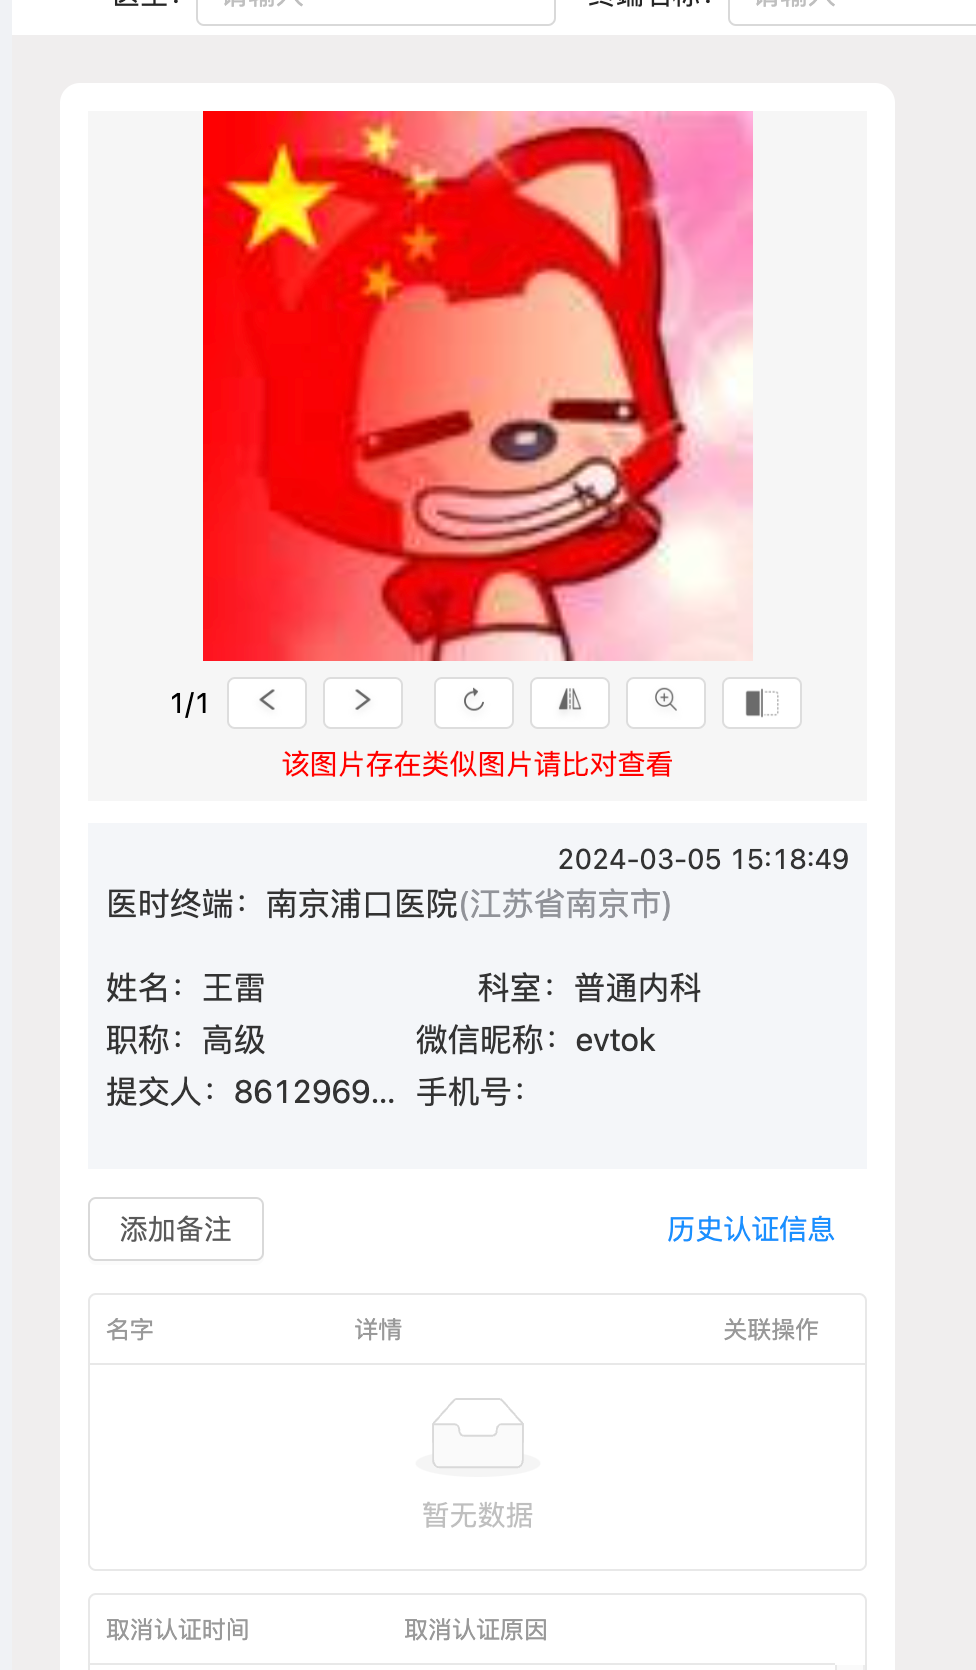 1/1
该图片存在类似图片请比对查看
2024-03-05 15:18:49
医时终端：南京浦口医院(江苏省南京市)
姓名：王雷 科室：普通内科
职称：高级 微信昵称：evtok
提交人：8612969... 手机号：
添加备注 历史认证信息
名字 详情 关联操作
暂无数据
取消认证时间 取消认证原因